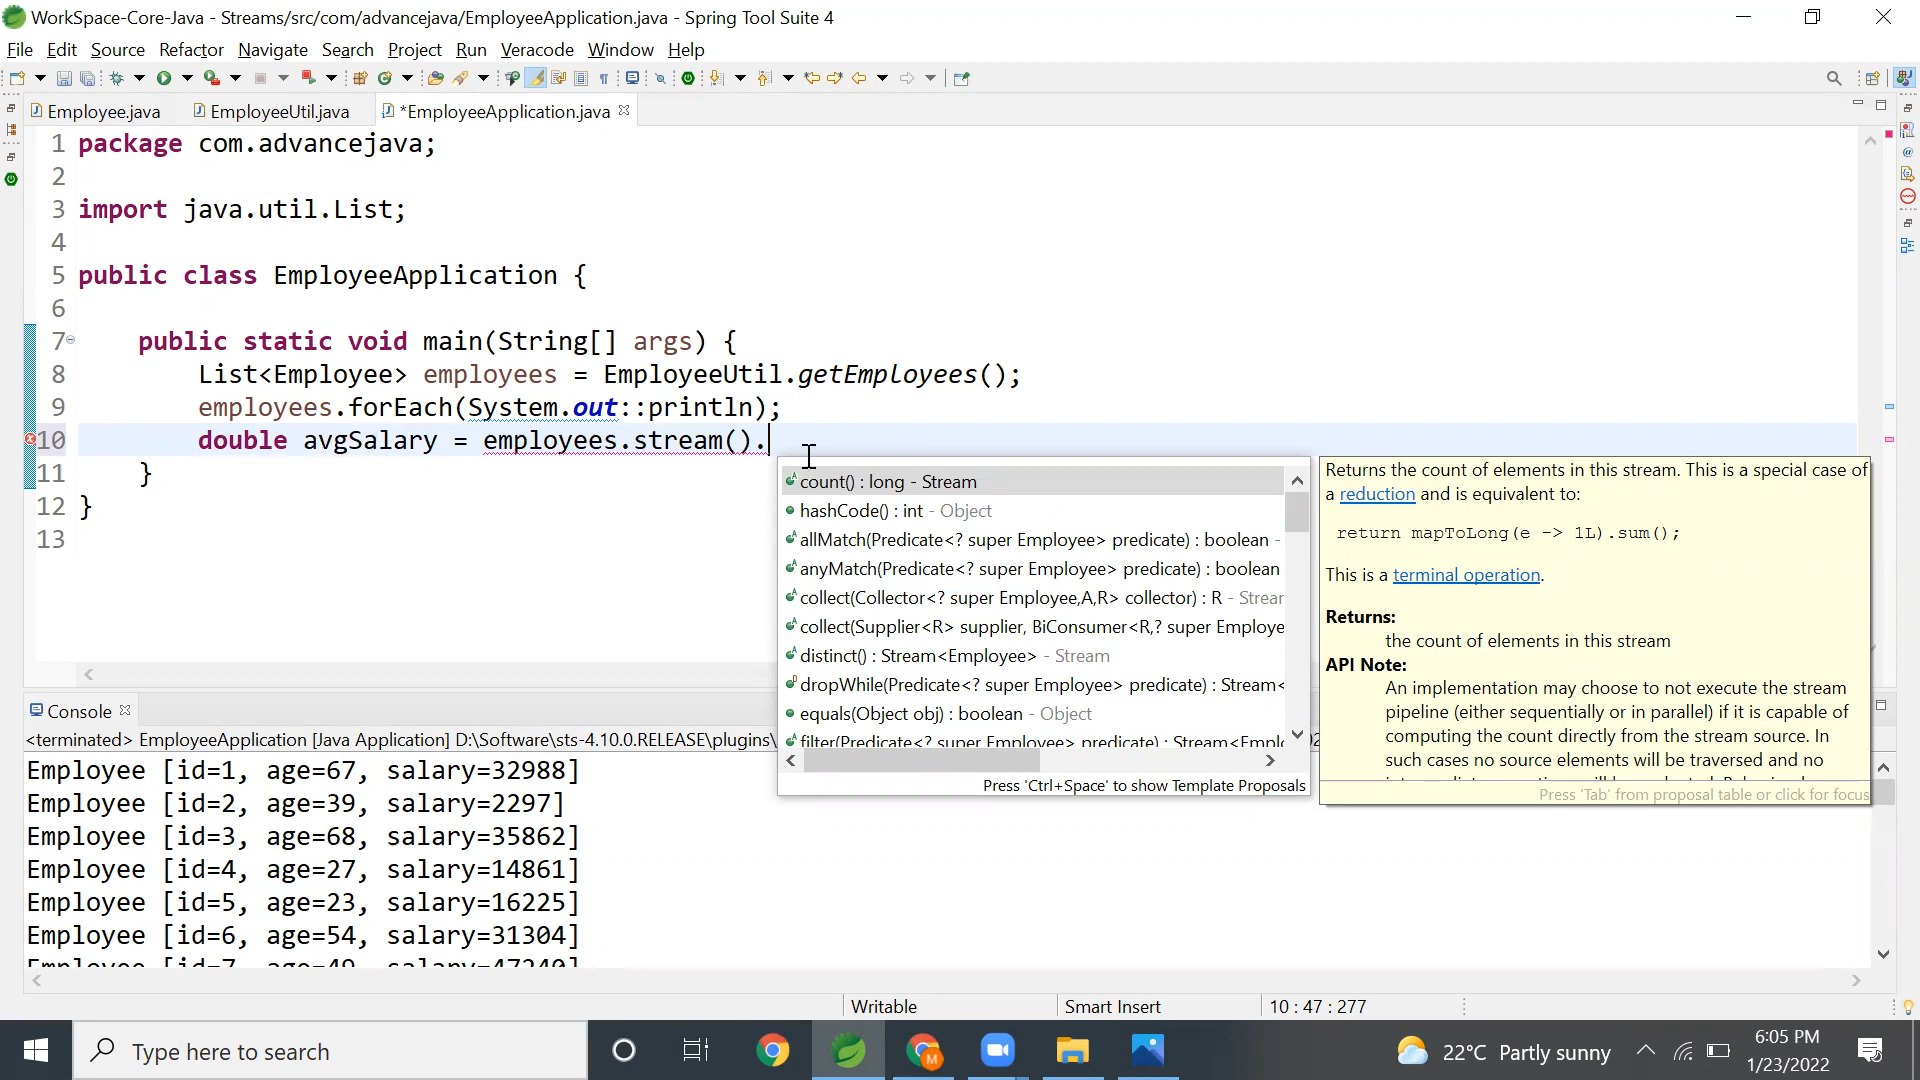 WorkSpace-Core-Java - Streams/src/com/advancejava/EmployeeApplication.java - Spring Tool Suite 4
File Edit Source Refactor Navigate Search Project Run Veracode Window Help
Employee.java EmployeeUtil.java *EmployeeApplication.java
1 package com.advancejava;
2
3 import java.util.List;
4
5 public class EmployeeApplication {
6
7 public static void main(String[] args) {
8 List<Employee> employees = EmployeeUtil.getEmployees();
9 employees.forEach(System.out::println);
10 double avgSalary = employees.stream().
11 }
12 }
13
count() : long - Stream
hashCode() : int - Object
allMatch(Predicate<? super Employee> predicate) : boolean -
anyMatch(Predicate<? super Employee> predicate) : boolean
collect(Collector<? super Employee,A,R> collector) : R - Strear
collect(Supplier<R> supplier, BiConsumer<R,? super Employe
distinct() : Stream<Employee> - Stream
dropWhile(Predicate<? super Employee> predicate) : Stream<
equals(Object obj) : boolean - Object
filter(Predicate<? super Employee> predicate) : Stream<Empl
Press 'Ctrl+Space' to show Template Proposals
Returns the count of elements in this stream. This is a special case of
a reduction and is equivalent to:
return mapToLong(e -> 1L).sum();
This is a terminal operation.
Returns:
the count of elements in this stream
API Note:
An implementation may choose to not execute the stream
pipeline (either sequentially or in parallel) if it is capable of
computing the count directly from the stream source. In
such cases no source elements will be traversed and no
Press 'Tab' from proposal table or click for focus
Console
<terminated> EmployeeApplication [Java Application] D:\Software\sts-4.10.0.RELEASE\plugins\
Employee [id=1, age=67, salary=32988]
Employee [id=2, age=39, salary=2297]
Employee [id=3, age=68, salary=35862]
Employee [id=4, age=27, salary=14861]
Employee [id=5, age=23, salary=16225]
Employee [id=6, age=54, salary=31304]
Employee [id=7, age=49, salary=47240]
Writable Smart Insert 10 : 47 : 277
Type here to search
22°C Partly sunny
6:05 PM
1/23/2022